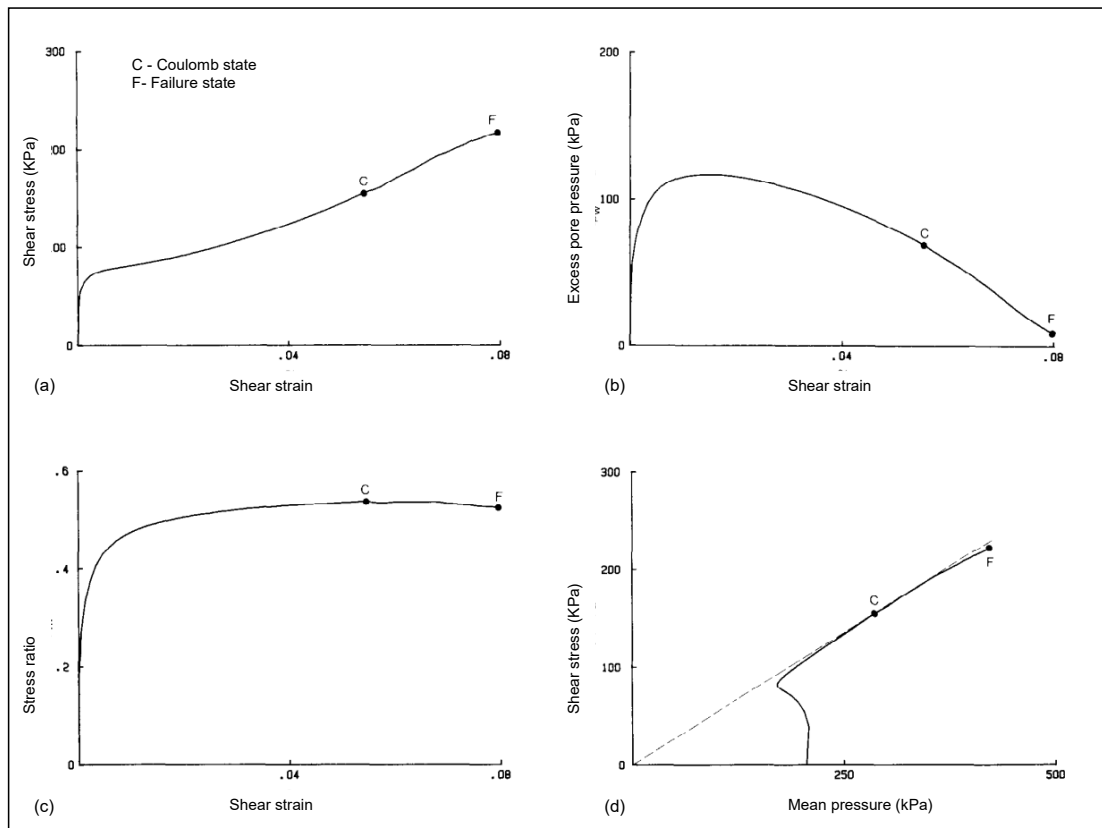 300
C - Coulomb state
F- Failure state
F
200
C
100
0
.04
.08
Shear stress (KPa)
(a)
Shear strain
200
100
C
F
0
.04
.08
Excess pore pressure (kPa)
w
(b)
Shear strain
.6
C
F
.4
.2
0
.04
.08
Stress ratio
(c)
Shear strain
300
200
F
C
100
0
250
500
Shear stress (KPa)
(d)
Mean pressure (kPa)